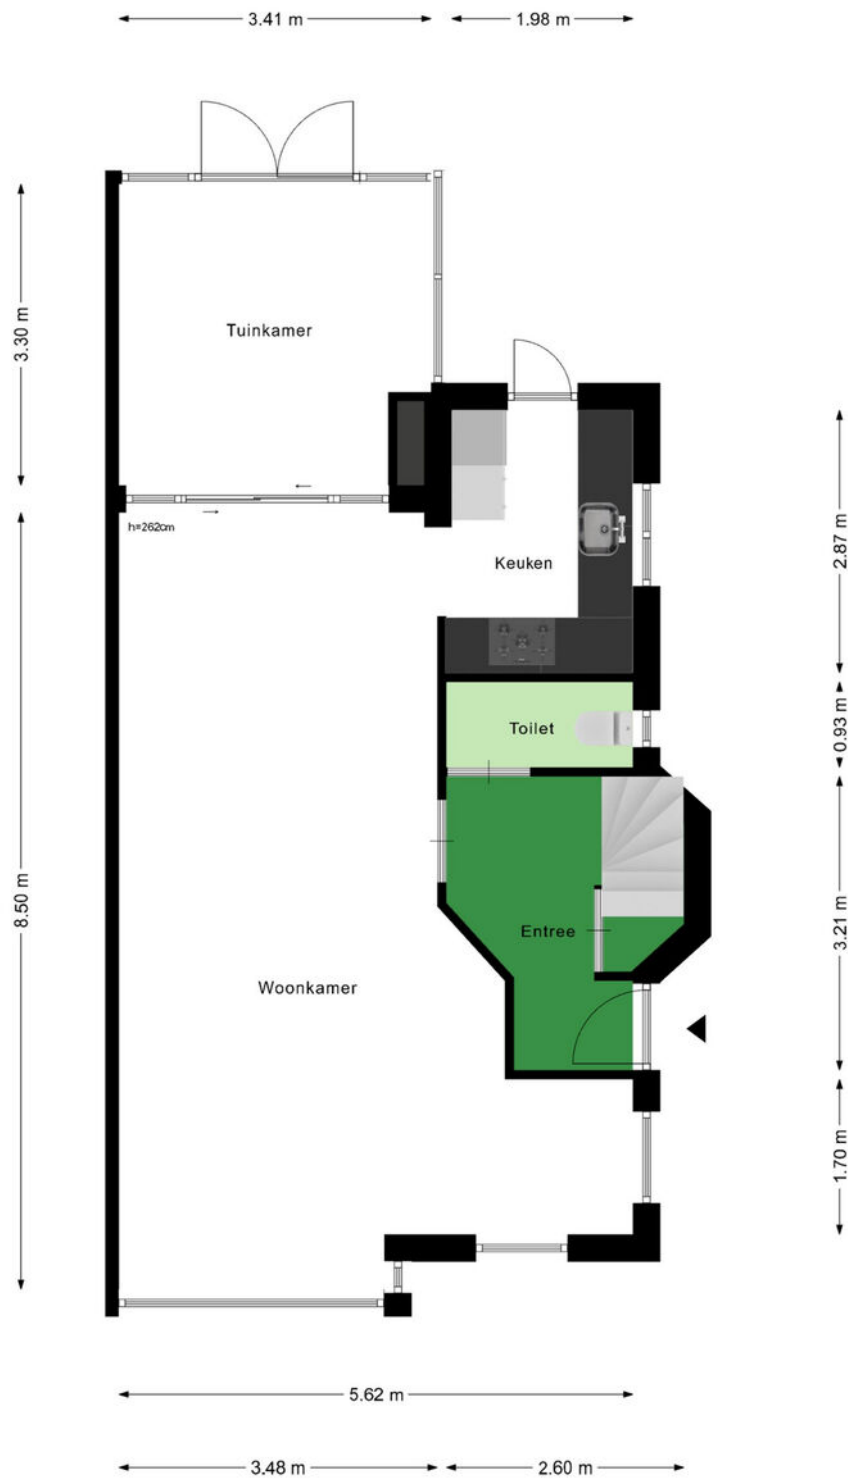 3.41 m
1.98 m
3.30 m
Tuinkamer
h=262cm
Keuken
2.87 m
Toilet
0.93 m
8.50 m
Entree
3.21 m
Woonkamer
1.70 m
5.62 m
3.48 m
2.60 m